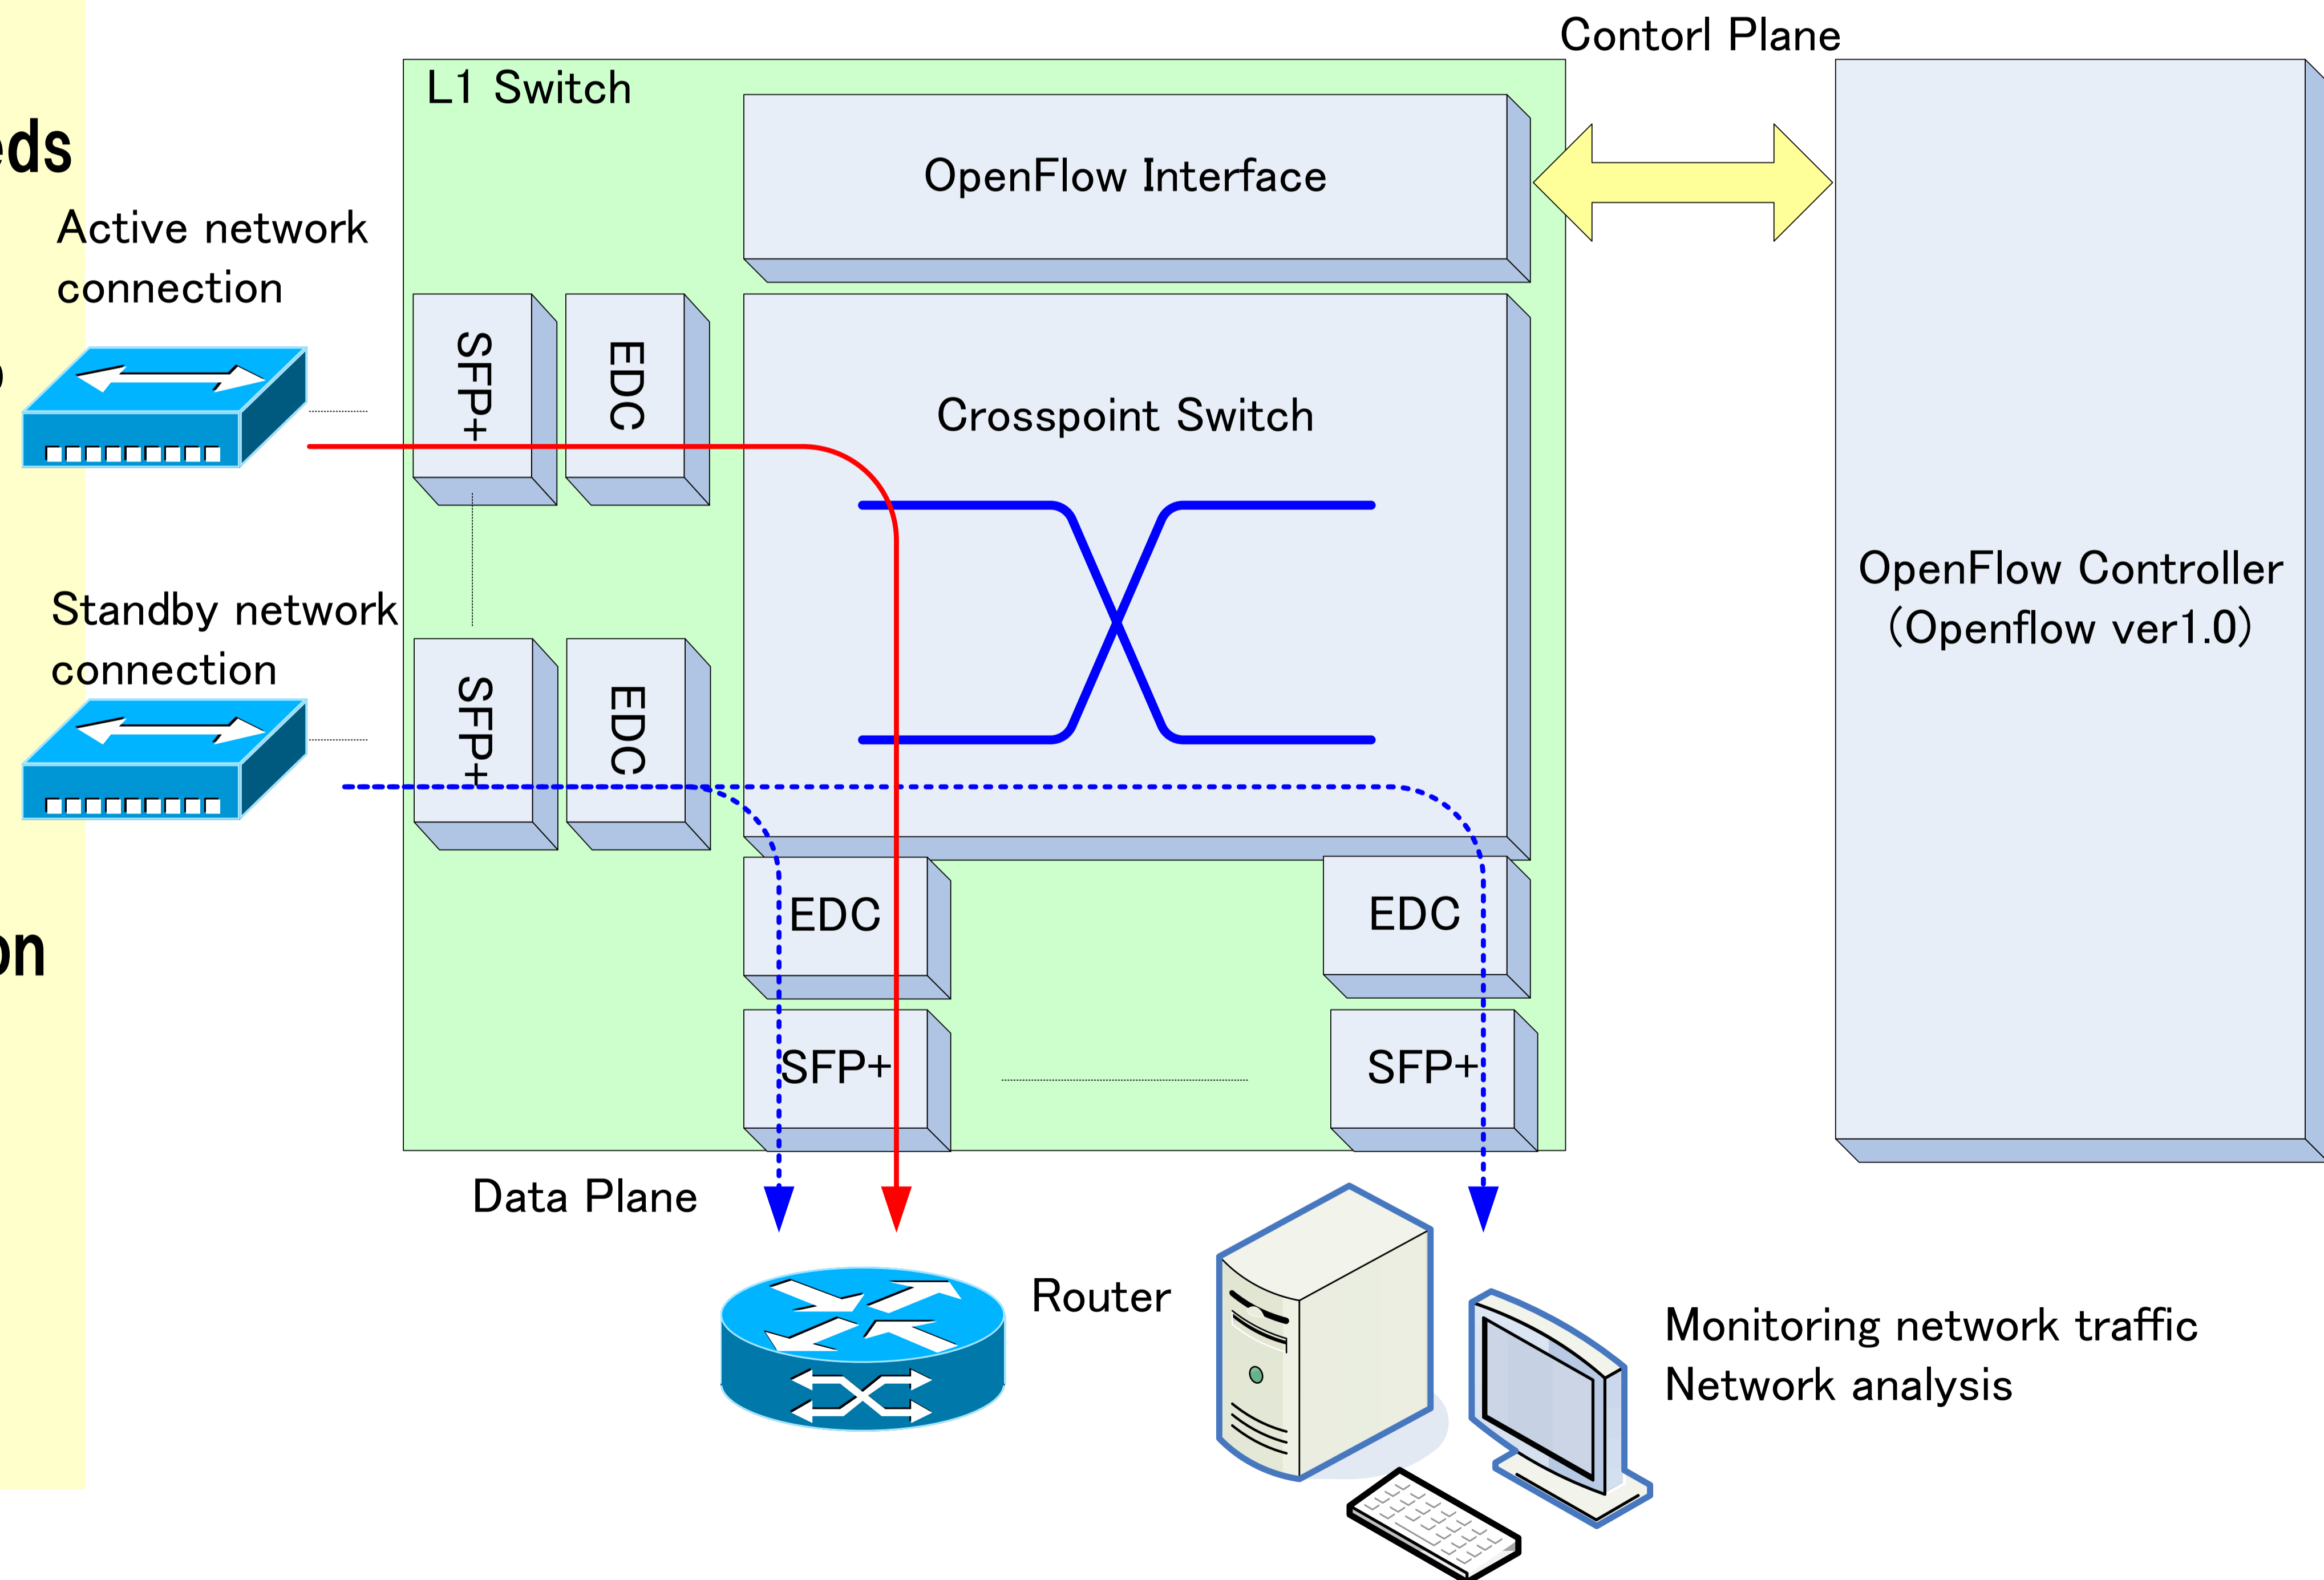 Contorl Plane
L1 Switch
OpenFlow Interface
Active network
connection
SFP+
EDC
Crosspoint Switch
OpenFlow Controller
(Openflow ver1.0)
Standby network
connection
SFP+
EDC
EDC
EDC
SFP+
SFP+
Data Plane
Router
Monitoring network traffic
Network analysis